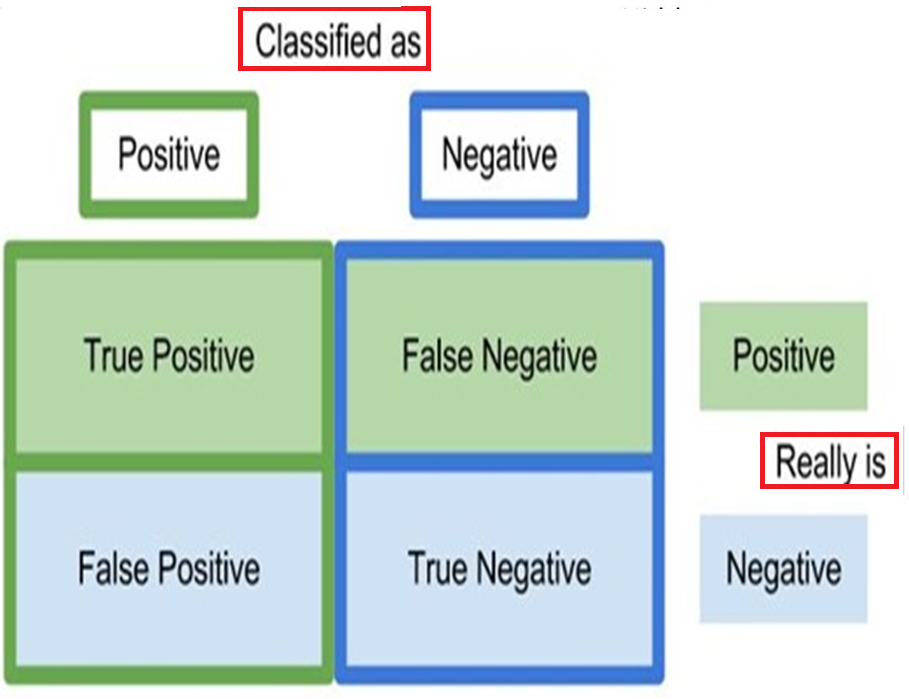 Classified as
Positive
Negative
True Positive
False Negative
Positive
Really is
False Positive
True Negative
Negative